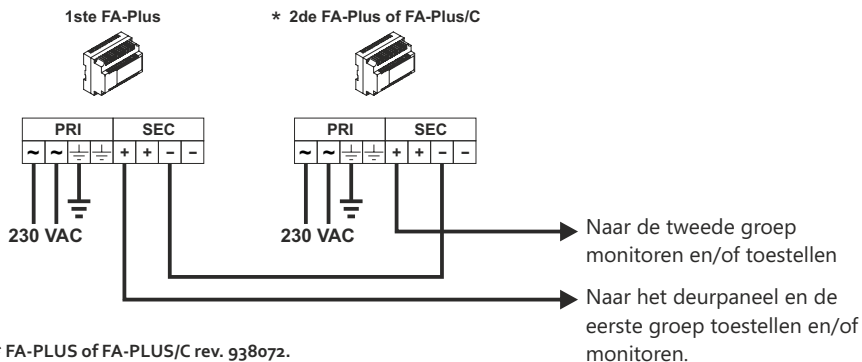 1ste FA-Plus
* 2de FA-Plus of FA-Plus/C
PRI SEC
~ ~ + + – –
PRI SEC
~ ~ + + – –
230 VAC
230 VAC
Naar de tweede groep
monitoren en/of toestellen
Naar het deurpaneel en de
eerste groep toestellen en/of
monitoren.
* FA-PLUS of FA-PLUS/C rev. 938072.